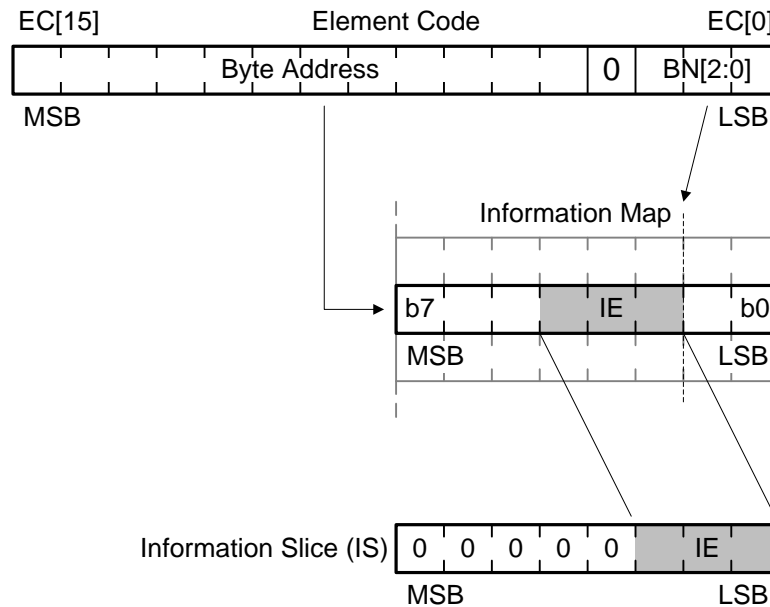 EC[15] Element Code EC[0]
Byte Address 0 BN[2:0]
MSB LSB
Information Map
b7 IE b0
MSB LSB
Information Slice (IS) 0 0 0 0 0 IE
MSB LSB